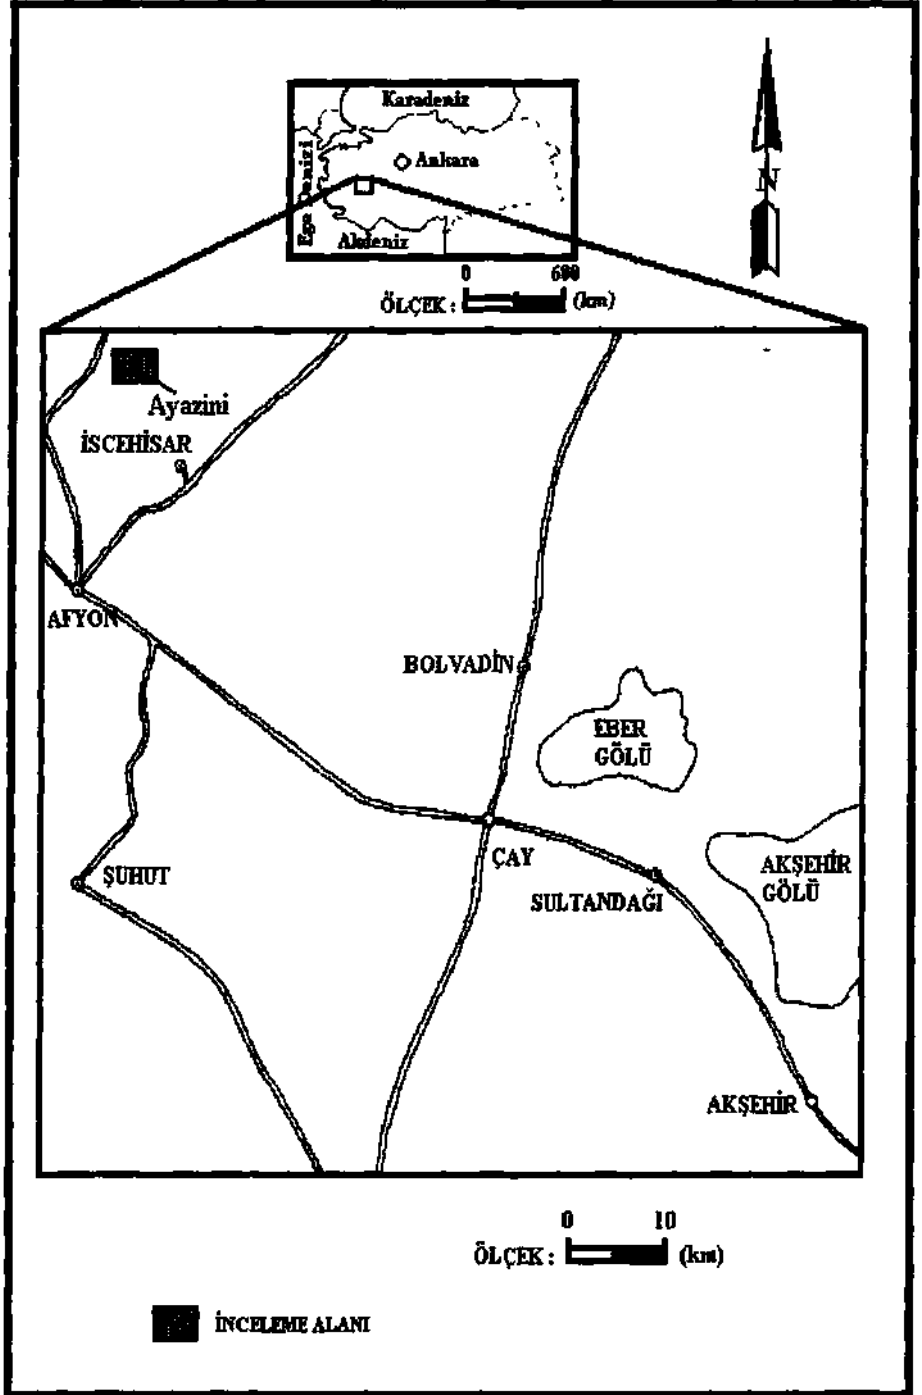 Karadeniz
Ankara
Ege Denizi
Akdeniz
N
0 600
ÖLÇEK : (km)
Ayazini
İSCEHİSAR
AFYON
BOLVADİN
EBER
GÖLÜ
ÇAY
ŞUHUT
SULTANDAĞI
AKŞEHİR
GÖLÜ
AKŞEHİR
0 10
ÖLÇEK : (km)
İNCELEME ALANI